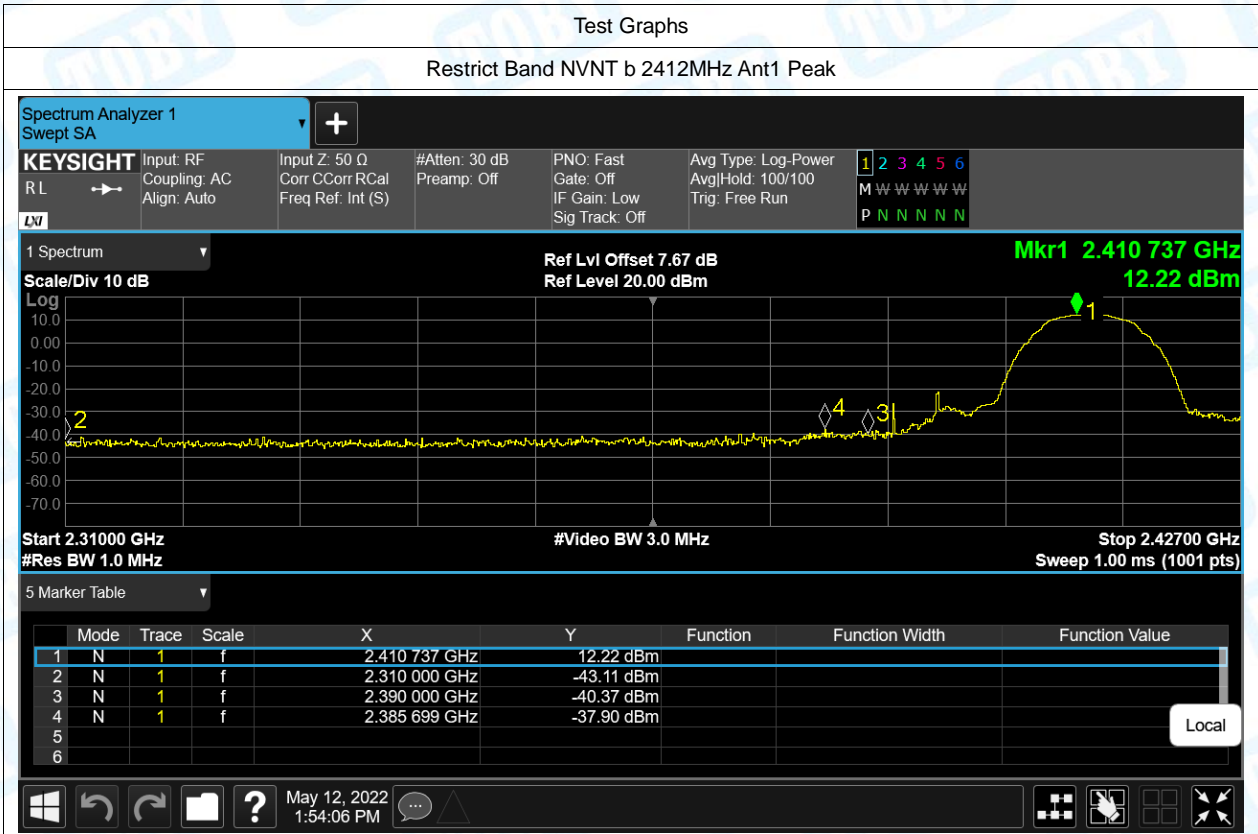 Test Graphs
Restrict Band NVNT b 2412MHz Ant1 Peak
Spectrum Analyzer 1
Swept SA
KEYSIGHT
RL
LXI
Input: RF
Coupling: AC
Align: Auto
Input Z: 50 Ω
Corr CCorr RCal
Freq Ref: Int (S)
#Atten: 30 dB
Preamp: Off
PNO: Fast
Gate: Off
IF Gain: Low
Sig Track: Off
Avg Type: Log-Power
Avg|Hold: 100/100
Trig: Free Run
1 2 3 4 5 6
M W W W W W
P N N N N N
1 Spectrum
Scale/Div 10 dB
Ref Lvl Offset 7.67 dB
Ref Level 20.00 dBm
Mkr1 2.410 737 GHz
12.22 dBm
Log
10.0
0.00
-10.0
-20.0
-30.0
-40.0
-50.0
-60.0
-70.0
2
4
3
1
Start 2.31000 GHz
#Res BW 1.0 MHz
#Video BW 3.0 MHz
Stop 2.42700 GHz
Sweep 1.00 ms (1001 pts)
5 Marker Table
Mode Trace Scale X Y Function Function Width Function Value
1 N 1 f 2.410 737 GHz 12.22 dBm
2 N 1 f 2.310 000 GHz -43.11 dBm
3 N 1 f 2.390 000 GHz -40.37 dBm
4 N 1 f 2.385 699 GHz -37.90 dBm
5
6
Local
?
May 12, 2022
1:54:06 PM
TOBY